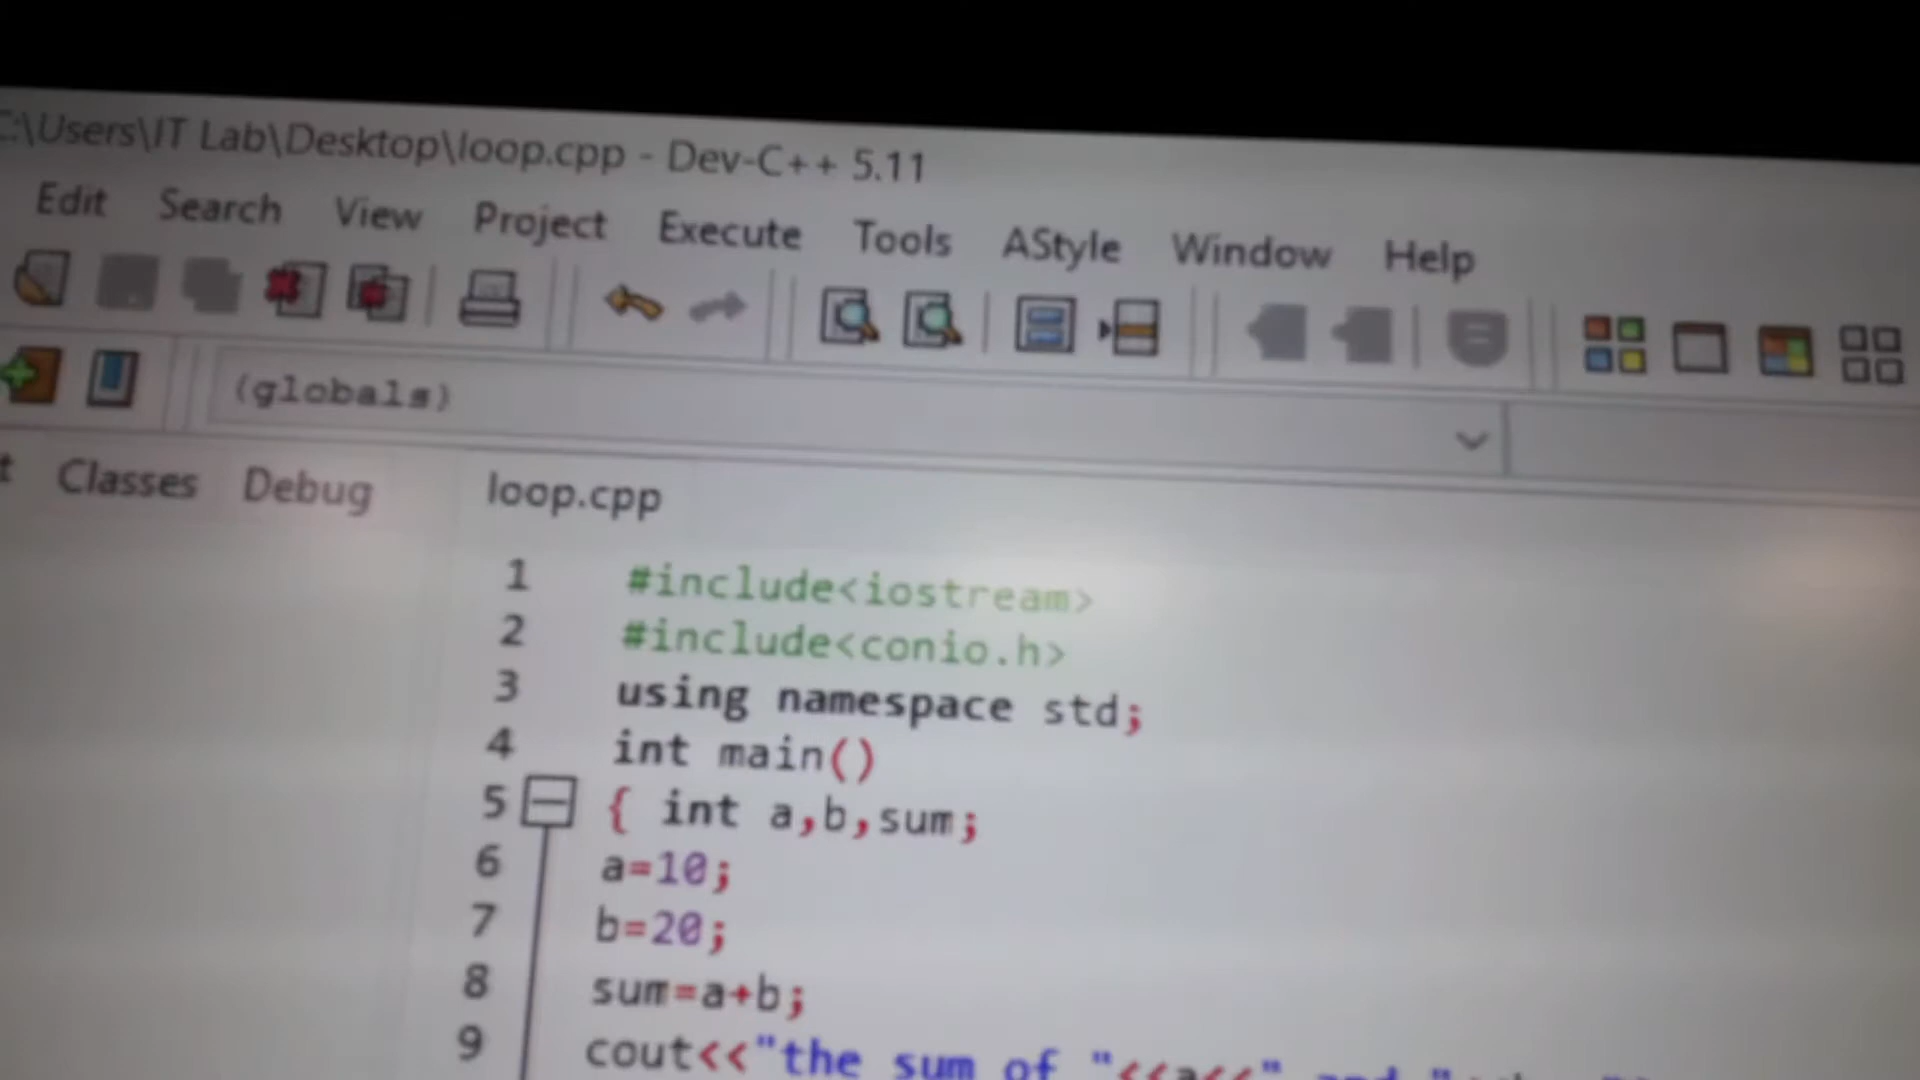 C:\Users\IT Lab\Desktop\loop.cpp - Dev-C++ 5.11
Edit Search View Project Execute Tools AStyle Window Help
(globals)
Classes Debug loop.cpp
1 #include<iostream>
2 #include<conio.h>
3 using namespace std;
4 int main()
5 { int a,b,sum;
6 a=10;
7 b=20;
8 sum=a+b;
9 cout<<"the sum of "<<a<<" and "